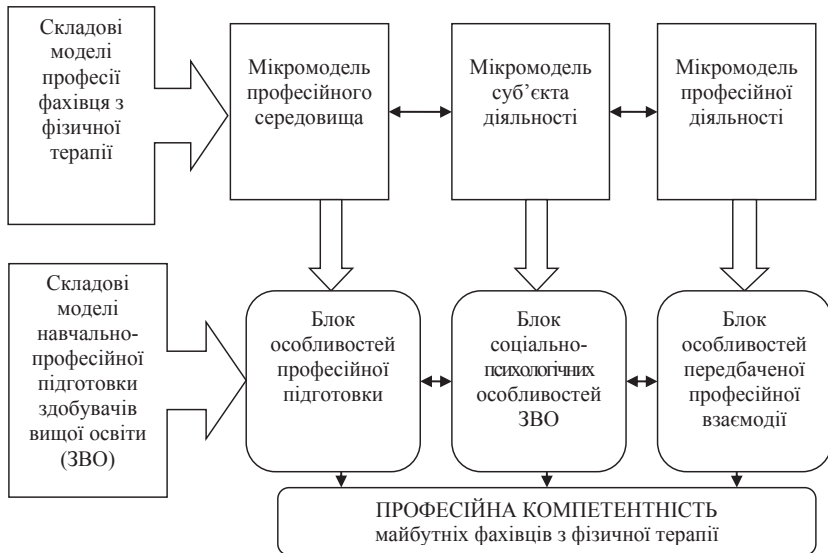 Складові
моделі
професії
фахівця з
фізичної
терапії
Мікромодель
професійного
середовища
Мікромодель
суб’єкта
діяльності
Мікромодель
професійної
діяльності
Складові
моделі
навчально-
професійної
підготовки
здобувачів
вищої освіти
(ЗВО)
Блок
особливостей
професійної
підготовки
Блок
соціально-
психологічних
особливостей
ЗВО
Блок
особливостей
передбаченої
професійної
взаємодії
ПРОФЕСІЙНА КОМПЕТЕНТНІСТЬ
майбутніх фахівців з фізичної терапії